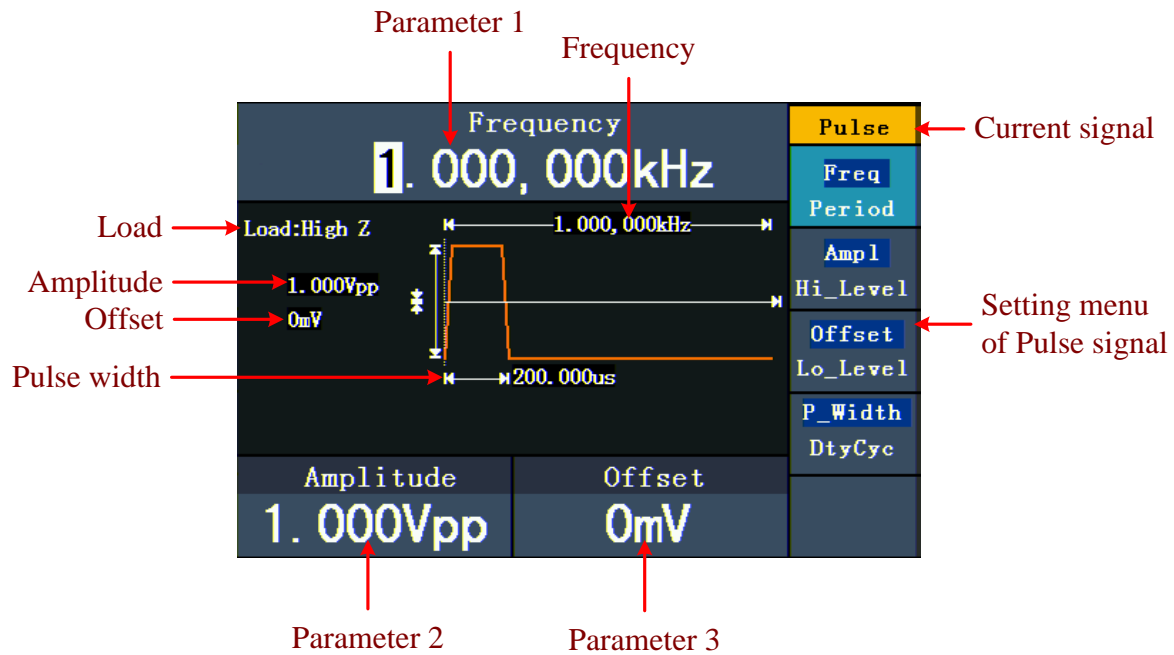 Parameter 1
Frequency
Frequency
1.000,000kHz
Pulse
Current signal
Freq
Period
Load
Load:High Z
1.000,000kHz
Ampl
Hi_Level
Amplitude
1.000Vpp
Offset
0mV
Setting menu
of Pulse signal
Offset
Lo_Level
Pulse width
200.000us
P_Width
DtyCyc
Amplitude
Offset
1.000Vpp
0mV
Parameter 2
Parameter 3